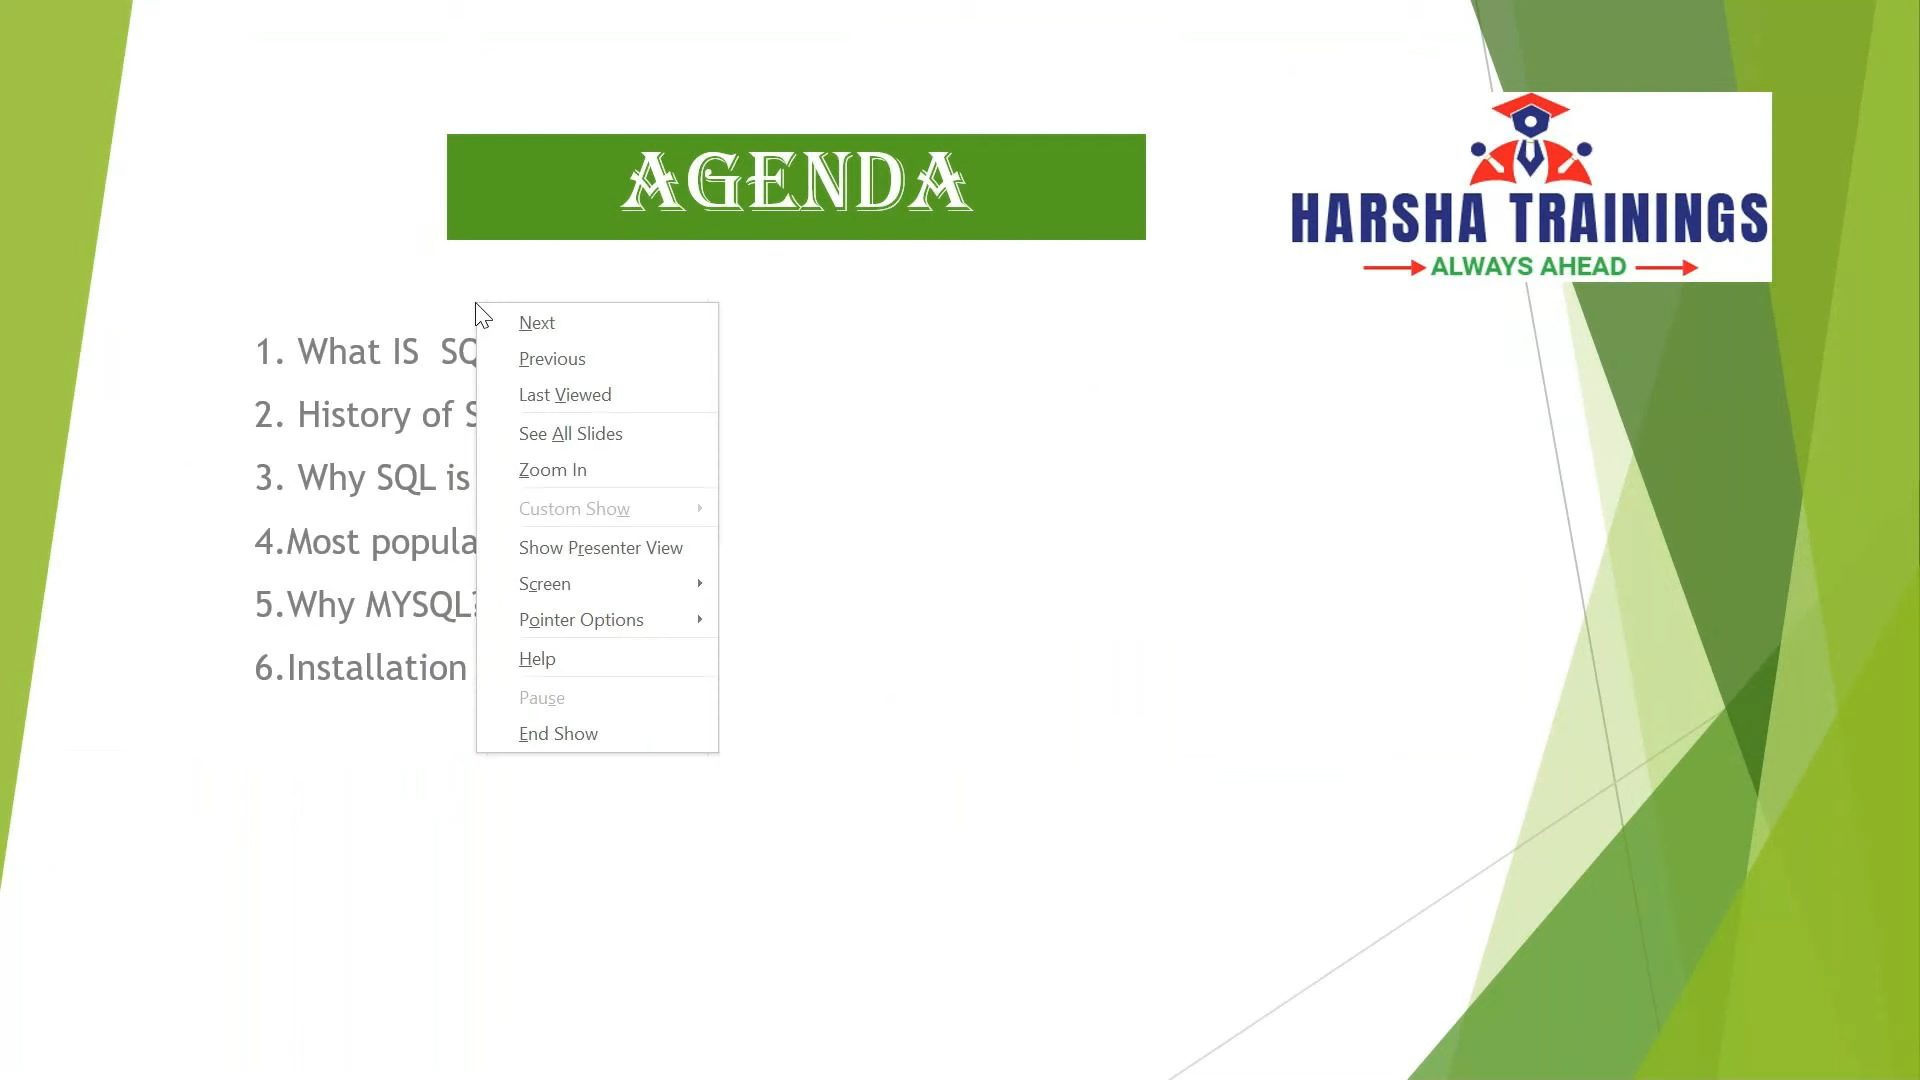 AGENDA
HARSHA TRAININGS
ALWAYS AHEAD
1. What IS
2. History of
3. Why SQL is
4.Most
5.Why MYSQL?
6.Installation
Next
Previous
Last Viewed
See All Slides
Zoom In
Custom Show
Show Presenter View
Screen
Pointer Options
Help
Pause
End Show